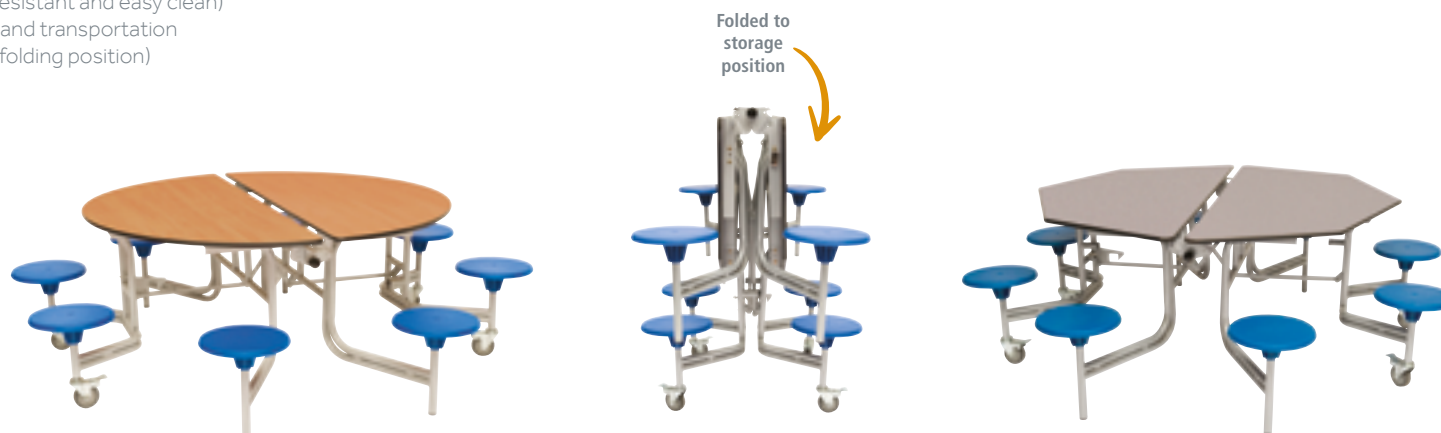 esistant and easy clean)
and transportation
folding position)
Folded to
storage
position